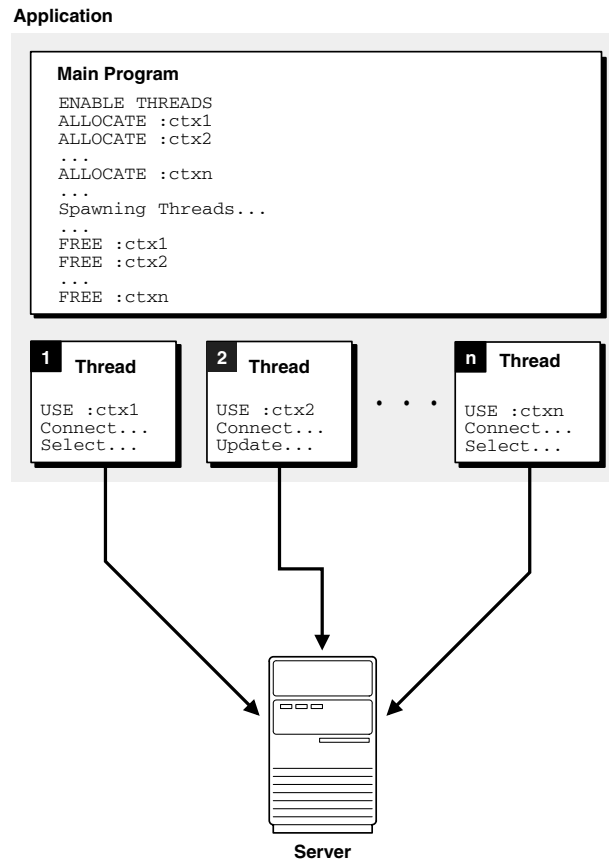 Application
Main Program
ENABLE THREADS
ALLOCATE :ctx1
ALLOCATE :ctx2
...
ALLOCATE :ctxn
...
Spawning Threads...
...
FREE :ctx1
FREE :ctx2
...
FREE :ctxn
1 Thread
USE :ctx1
Connect...
Select...
2 Thread
USE :ctx2
Connect...
Update...
. . .
n Thread
USE :ctxn
Connect...
Select...
Server